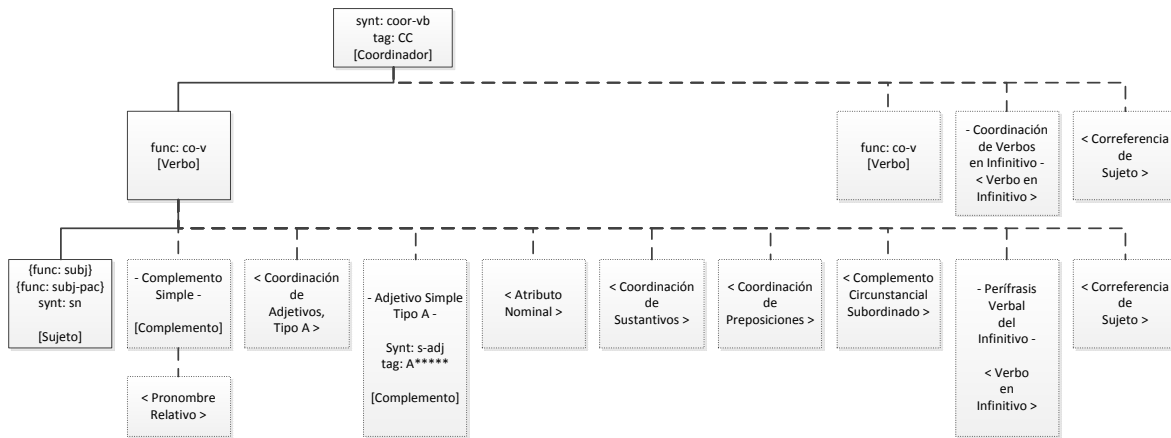 synt: coor-vb
tag: CC
[Coordinador]
func: co-v
[Verbo]
func: co-v
[Verbo]
- Coordinación
de Verbos
en Infinitivo -
< Verbo en
Infinitivo >
< Correferencia
de
Sujeto >
{func: subj}
{func: subj-pac}
synt: sn
[Sujeto]
- Complemento
Simple -
[Complemento]
< Coordinación
de
Adjetivos,
Tipo A >
- Adjetivo Simple
Tipo A -
Synt: s-adj
tag: A*****
[Complemento]
< Atributo
Nominal >
< Coordinación
de
Sustantivos >
< Coordinación
de
Preposiciones >
< Complemento
Circunstancial
Subordinado >
- Perífrasis
Verbal
del
Infinitivo -
< Verbo
en
Infinitivo >
< Correferencia
de
Sujeto >
< Pronombre
Relativo >